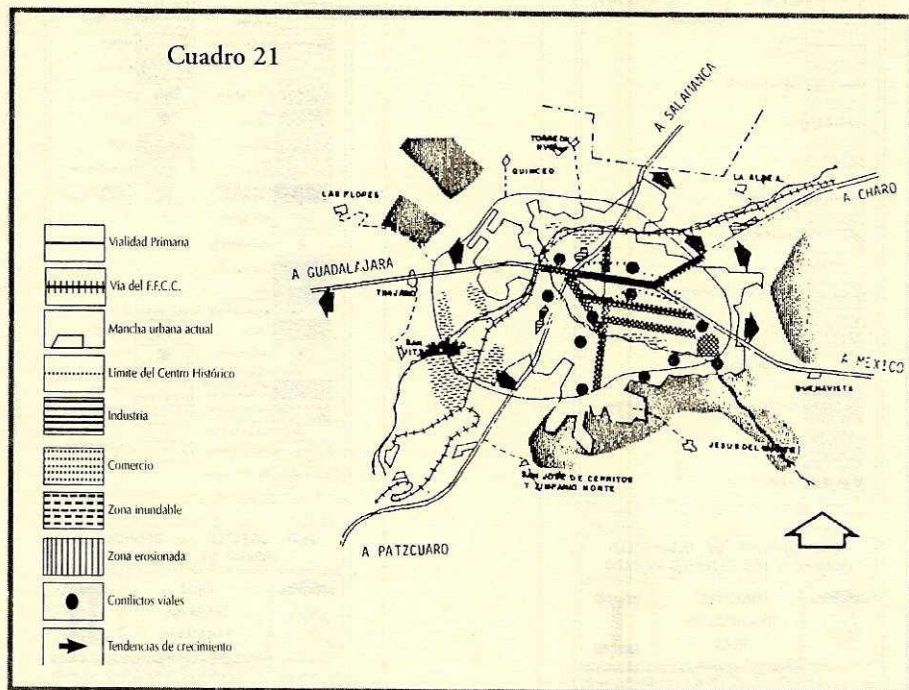 Cuadro 21
A SALAMANCA
QUINCEO
LA ALDEA
LAS FLORES
A CHARO
A GUADALAJARA
A MEXICO
BUENAVISTA
SAN JOSE DE CERRITOS
NORTE
A PATZCUARO
Vialidad Primaria
Vía del F.F.C.C.
Mancha urbana actual
Límite del Centro Histórico
Industria
Comercio
Zona inundable
Zona erosionada
Conflictos viales
Tendencias de crecimiento